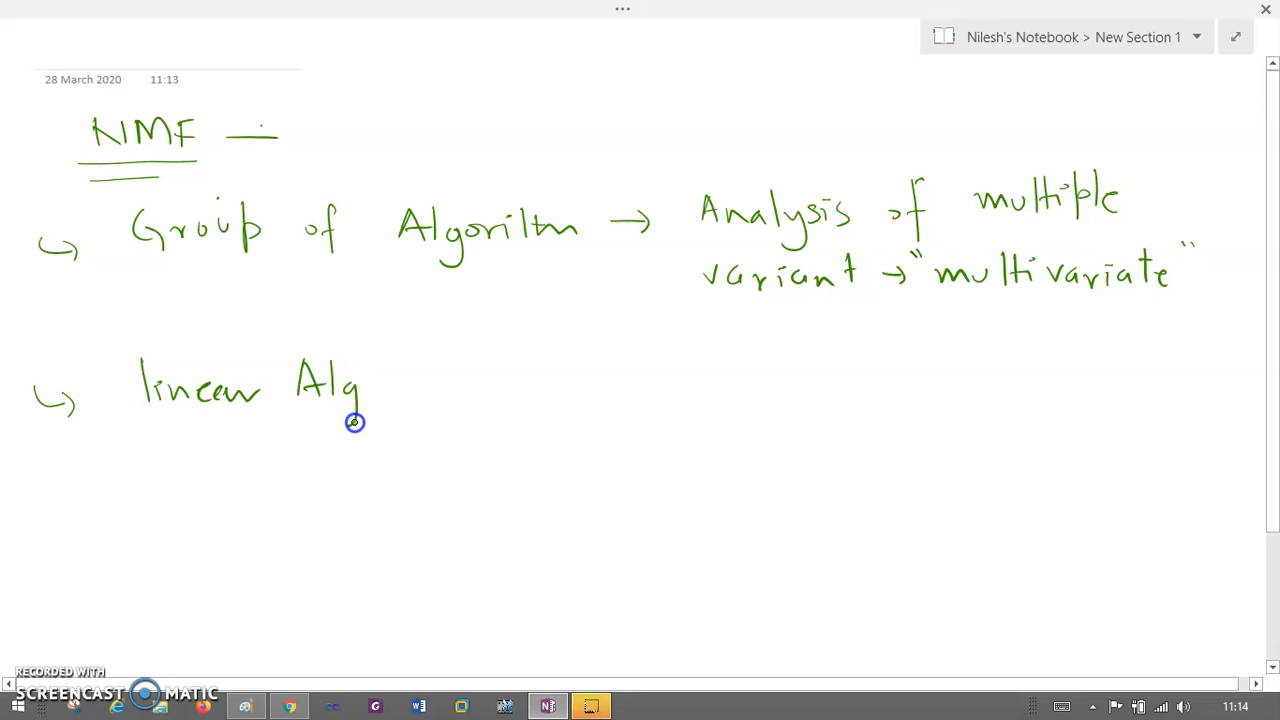 ...
Nilesh's Notebook > New Section 1
28 March 2020 11:13
NMF —
Group of Algorithm → Analysis of multiple
variant → "multivariate"
linear Alg
RECORDED WITH
SCREENCAST MATIC
11:14